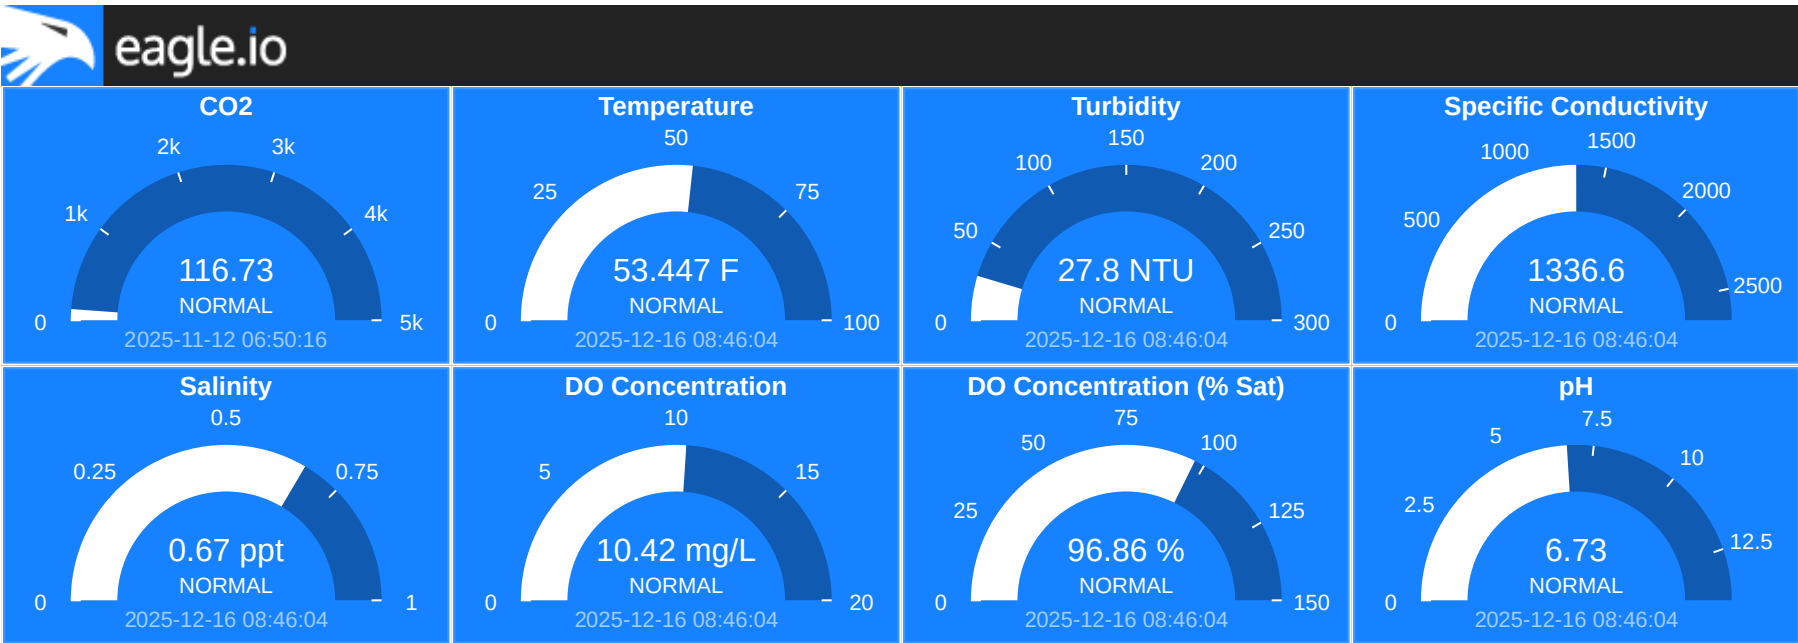 eagle.io
CO2
0
1k
2k
3k
4k
5k
116.73
NORMAL
2025-11-12 06:50:16
Temperature
0
25
50
75
100
53.447 F
NORMAL
2025-12-16 08:46:04
Turbidity
0
50
100
150
200
250
300
27.8 NTU
NORMAL
2025-12-16 08:46:04
Specific Conductivity
0
500
1000
1500
2000
2500
1336.6
NORMAL
2025-12-16 08:46:04
Salinity
0
0.25
0.5
0.75
1
0.67 ppt
NORMAL
2025-12-16 08:46:04
DO Concentration
0
5
10
15
20
10.42 mg/L
NORMAL
2025-12-16 08:46:04
DO Concentration (% Sat)
0
25
50
75
100
125
150
96.86 %
NORMAL
2025-12-16 08:46:04
pH
0
2.5
5
7.5
10
12.5
6.73
NORMAL
2025-12-16 08:46:04